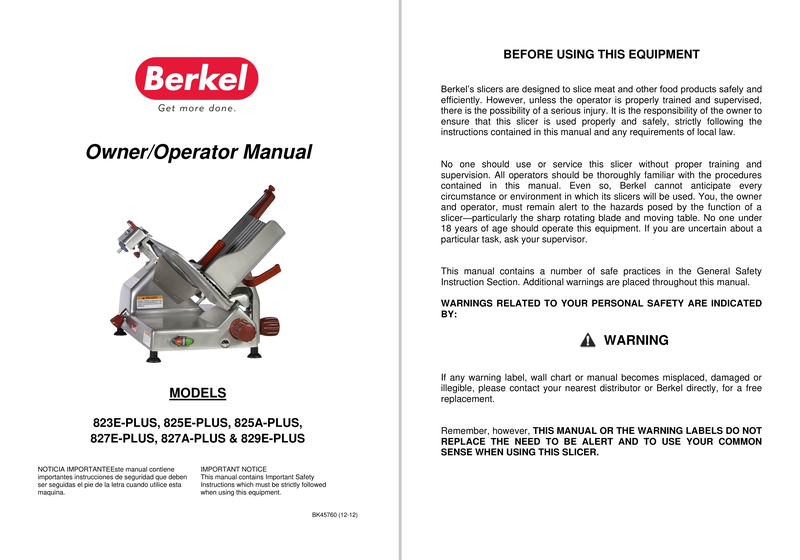 Berkel
Get more done.
Owner/Operator Manual
MODELS
823E-PLUS, 825E-PLUS, 825A-PLUS,
827E-PLUS, 827A-PLUS & 829E-PLUS
NOTICIA IMPORTANTEEste manual contiene
importantes instrucciones de seguridad que deben
ser seguidas el pie de la letra cuando utilice esta
maquina.
IMPORTANT NOTICE
This manual contains Important Safety
Instructions which must be strictly followed
when using this equipment.
BK45760 (12-12)
BEFORE USING THIS EQUIPMENT
Berkel's slicers are designed to slice meat and other food products safely and
efficiently. However, unless the operator is properly trained and supervised,
there is the possibility of a serious injury. It is the responsibility of the owner to
ensure that this slicer is used properly and safely, strictly following the
instructions contained in this manual and any requirements of local law.
No one should use or service this slicer without proper training and
supervision. All operators should be thoroughly familiar with the procedures
contained in this manual. Even so, Berkel cannot anticipate every
circumstance or environment in which its slicers will be used. You, the owner
and operator, must remain alert to the hazards posed by the function of a
slicer—particularly the sharp rotating blade and moving table. No one under
18 years of age should operate this equipment. If you are uncertain about a
particular task, ask your supervisor.
This manual contains a number of safe practices in the General Safety
Instruction Section. Additional warnings are placed throughout this manual.
WARNINGS RELATED TO YOUR PERSONAL SAFETY ARE INDICATED
BY:
WARNING
If any warning label, wall chart or manual becomes misplaced, damaged or
illegible, please contact your nearest distributor or Berkel directly, for a free
replacement.
Remember, however, THIS MANUAL OR THE WARNING LABELS DO NOT
REPLACE THE NEED TO BE ALERT AND TO USE YOUR COMMON
SENSE WHEN USING THIS SLICER.